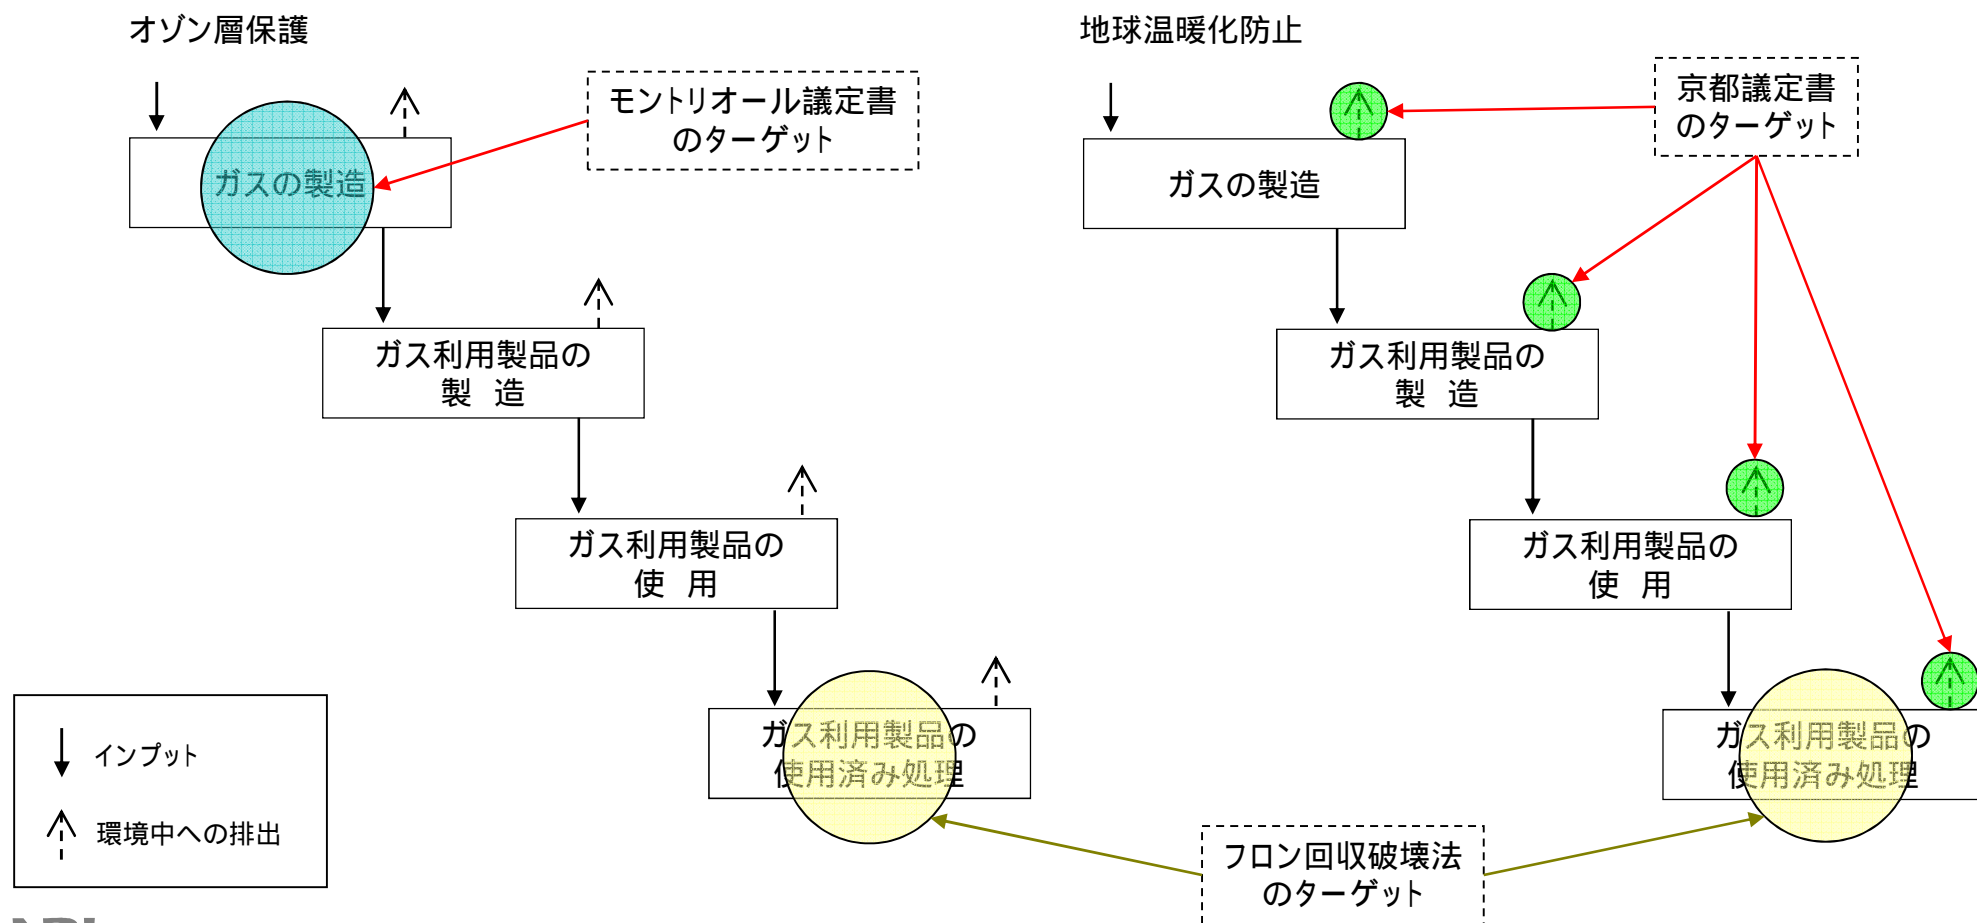 オゾン層保護
モントリオール議定書
のターゲット
ガスの製造
ガス利用製品の
製 造
ガス利用製品の
使 用
ガス利用製品の
使用済み処理
地球温暖化防止
京都議定書
のターゲット
ガスの製造
ガス利用製品の
製 造
ガス利用製品の
使 用
ガス利用製品の
使用済み処理
フロン回収破壊法
のターゲット
インプット
環境中への排出